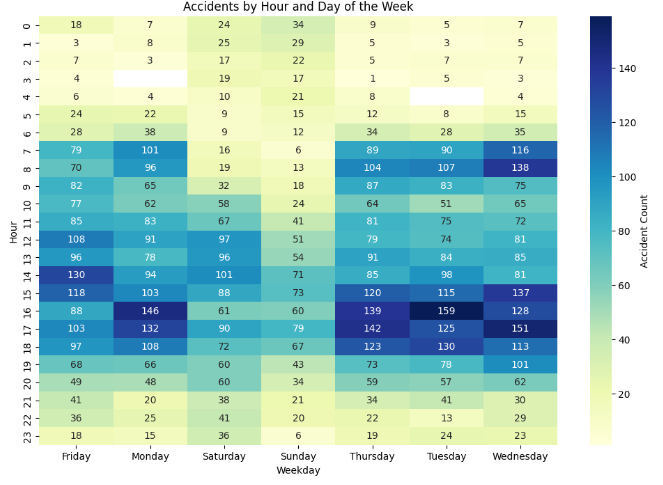 Accidents by Hour and Day of the Week
0 18 7 24 34 9 5 7
1 3 8 25 29 5 3 5
2 7 3 17 22 5 7 7
3 4 19 17 1 5 3
4 6 4 10 21 8 4
5 24 22 9 15 12 8 15
6 28 38 9 12 34 28 35
7 79 101 16 6 89 90 116
8 70 96 19 13 104 107 138
9 82 65 32 18 87 83 75
10 77 62 58 24 64 51 65
11 85 83 67 41 81 75 72
12 108 91 97 51 79 74 81
13 96 78 96 54 91 84 85
14 130 94 101 71 85 98 81
15 118 103 88 73 120 115 137
16 88 146 61 60 139 159 128
17 103 132 90 79 142 125 151
18 97 108 72 67 123 130 113
19 68 66 60 43 73 78 101
20 49 48 60 34 59 57 62
21 41 20 38 21 34 41 30
22 36 25 41 20 22 13 29
23 18 15 36 6 19 24 23
Friday Monday Saturday Sunday Thursday Tuesday Wednesday
Weekday
Hour
140
120
100
80
60
40
20
Accident Count